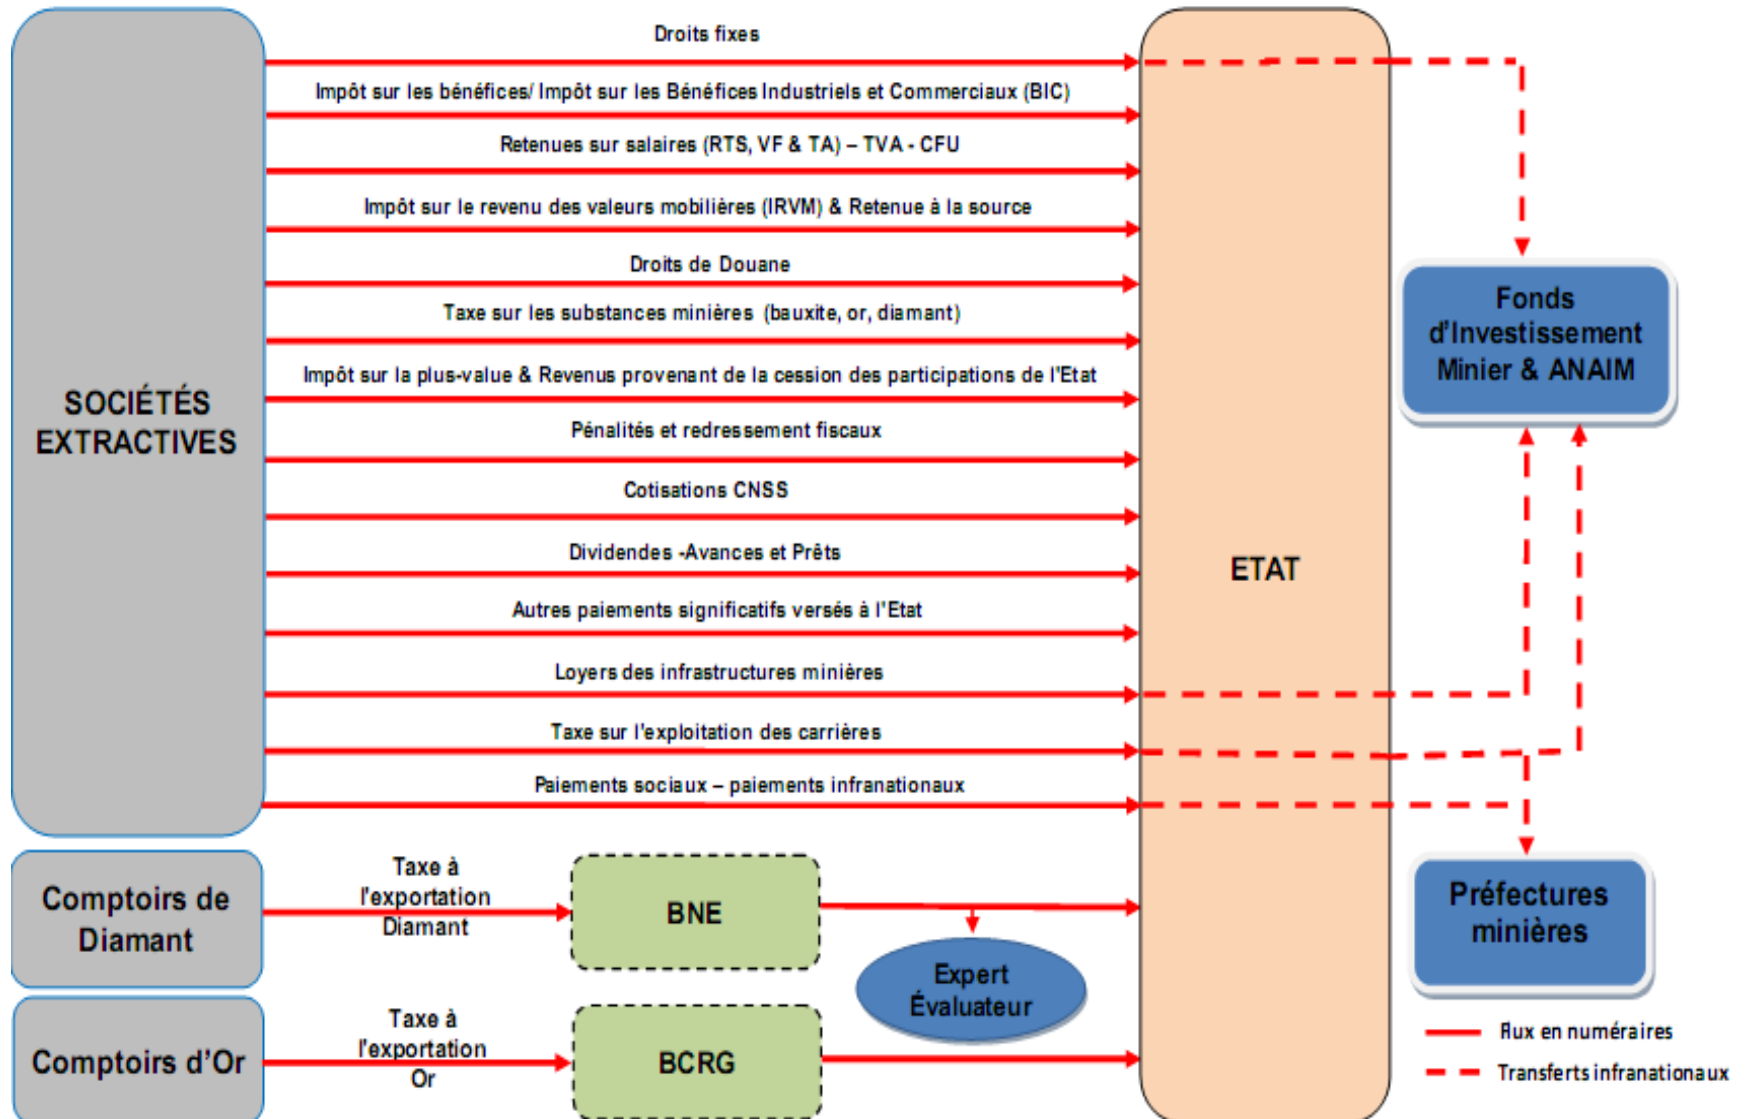 Droits fixes
Impôt sur les bénéfices/ Impôt sur les Bénéfices Industriels et Commerciaux (BIC)
Retenues sur salaires (RTS, VF & TA) – TVA - CFU
Impôt sur le revenu des valeurs mobilières (IRVM) & Retenue à la source
Droits de Douane
Taxe sur les substances minières (bauxite, or, diamant)
Impôt sur la plus-value & Revenus provenant de la cession des participations de l'Etat
Pénalités et redressement fiscaux
Cotisations CNSS
Dividendes -Avances et Prêts
Autres paiements significatifs versés à l'Etat
Loyers des infrastructures minières
Taxe sur l'exploitation des carrières
Paiements sociaux – paiements infranationaux
SOCIÉTÉS
EXTRACTIVES
ETAT
Fonds
d'Investissement
Minier & ANAIM
Préfectures
minières
Comptoirs de
Diamant
Taxe à
l'exportation
Diamant
BNE
Expert
Évaluateur
Comptoirs d'Or
Taxe à
l'exportation
Or
BCRG
Flux en numéraires
Transferts infranationaux